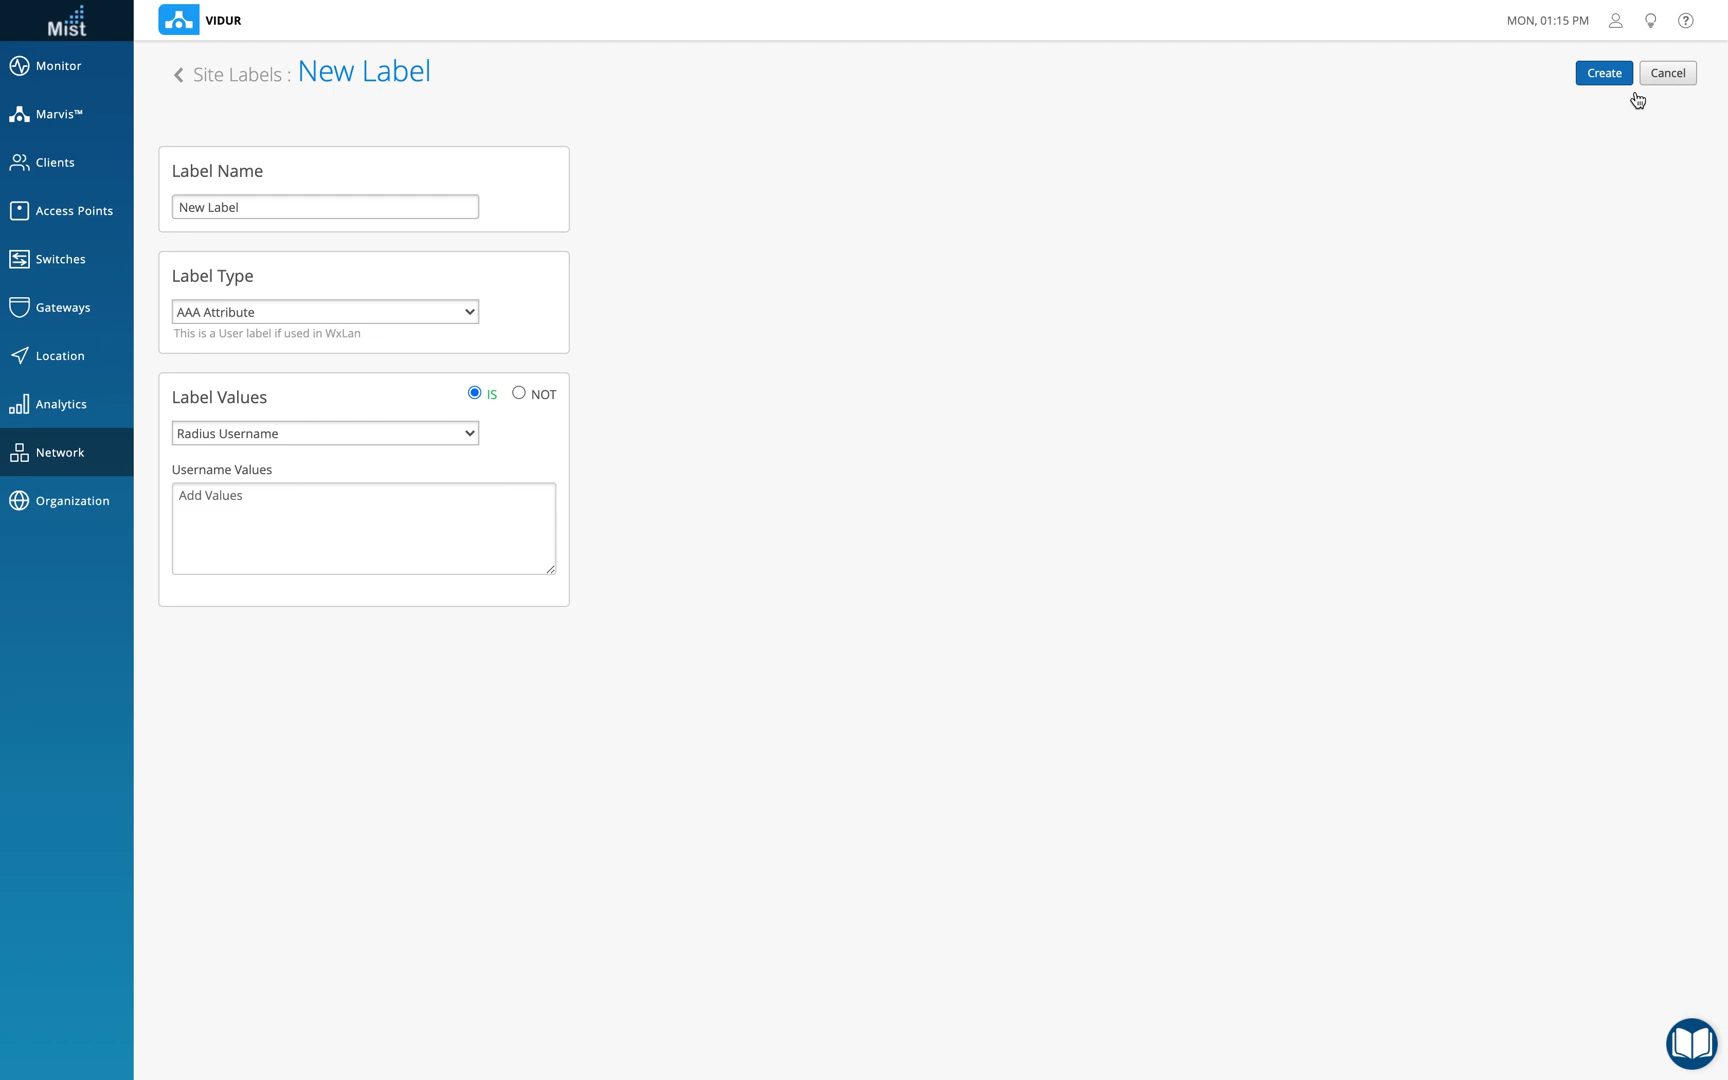 Mist
VIDUR
MON, 01:15 PM
Monitor
Marvis™
Clients
Access Points
Switches
Gateways
Location
Analytics
Network
Organization
Site Labels : New Label
Create
Cancel
Label Name
New Label
Label Type
AAA Attribute
This is a User label if used in WxLan
Label Values
IS
NOT
Radius Username
Username Values
Add Values